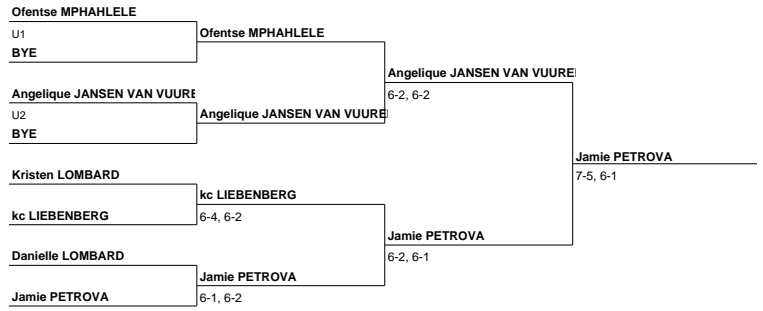 Ofentse MPHAHLELE
U1
BYE
Ofentse MPHAHLELE
Angelique JANSEN VAN VUURE
U2
BYE
Angelique JANSEN VAN VUURE
Angelique JANSEN VAN VUURE
6-2, 6-2
Kristen LOMBARD
kc LIEBENBERG
kc LIEBENBERG
6-4, 6-2
Danielle LOMBARD
Jamie PETROVA
Jamie PETROVA
6-1, 6-2
Jamie PETROVA
6-2, 6-1
Jamie PETROVA
7-5, 6-1